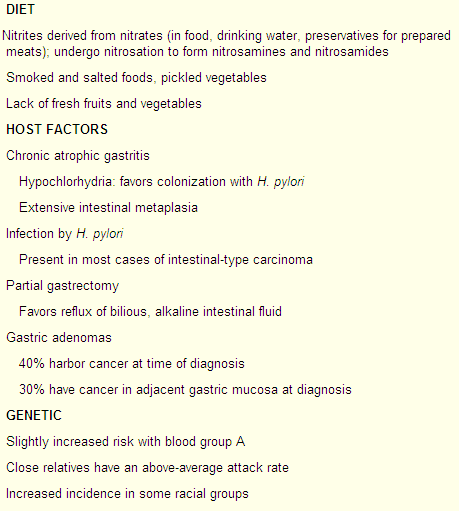 DIET
Nitrites derived from nitrates (in food, drinking water, preservatives for prepared
meats); undergo nitrosation to form nitrosamines and nitrosamides
Smoked and salted foods, pickled vegetables
Lack of fresh fruits and vegetables
HOST FACTORS
Chronic atrophic gastritis
Hypochlorhydria: favors colonization with H. pylori
Extensive intestinal metaplasia
Infection by H. pylori
Present in most cases of intestinal-type carcinoma
Partial gastrectomy
Favors reflux of bilious, alkaline intestinal fluid
Gastric adenomas
40% harbor cancer at time of diagnosis
30% have cancer in adjacent gastric mucosa at diagnosis
GENETIC
Slightly increased risk with blood group A
Close relatives have an above-average attack rate
Increased incidence in some racial groups